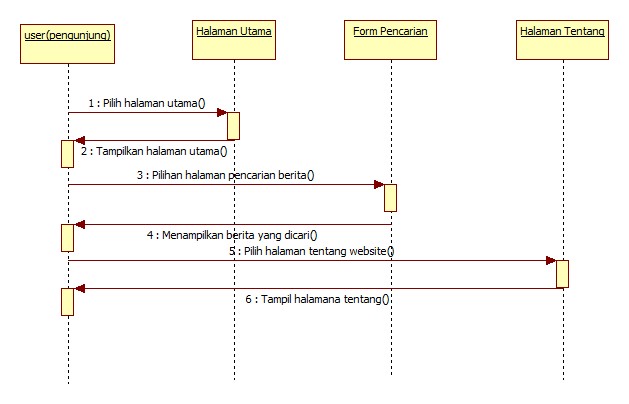 user(pengunjung)
Halaman Utama
Form Pencarian
Halaman Tentang
1 : Pilih halaman utama()
2 : Tampilkan halaman utama()
3 : Pilihan halaman pencarian berita()
4 : Menampilkan berita yang dicari()
5 : Pilih halaman tentang website()
6 : Tampil halamana tentang()